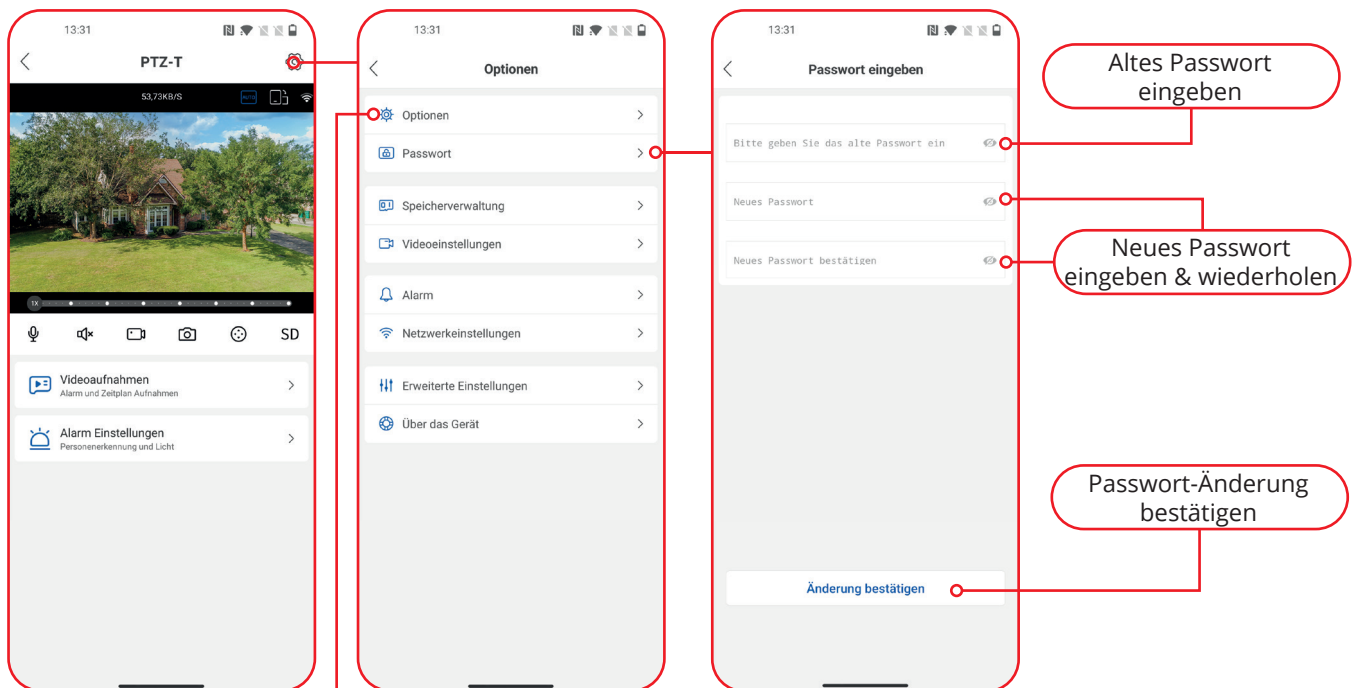 13:31
PTZ-T
53,73KB/S
AUTO
1X
SD
Videoaufnahmen
Alarm und Zeitplan Aufnahmen
Alarm Einstellungen
Personenerkennung und Licht
13:31
Optionen
Optionen
Passwort
Speicherverwaltung
Videoeinstellungen
Alarm
Netzwerkeinstellungen
Erweiterte Einstellungen
Über das Gerät
13:31
Passwort eingeben
Bitte geben Sie das alte Passwort ein
Neues Passwort
Neues Passwort bestätigen
Änderung bestätigen
Altes Passwort
eingeben
Neues Passwort
eingeben & wiederholen
Passwort-Änderung
bestätigen